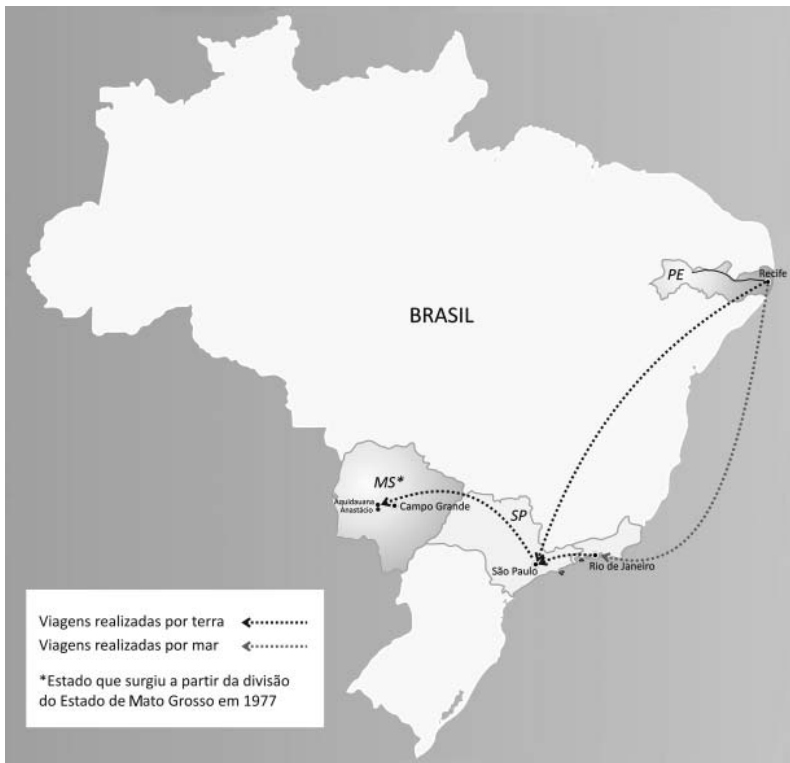 PE
Recife
BRASIL
MS*
Aquidauana
Anastácio
Campo Grande
SP
São Paulo
Rio de Janeiro
Viagens realizadas por terra
Viagens realizadas por mar
*Estado que surgiu a partir da divisão
do Estado de Mato Grosso em 1977